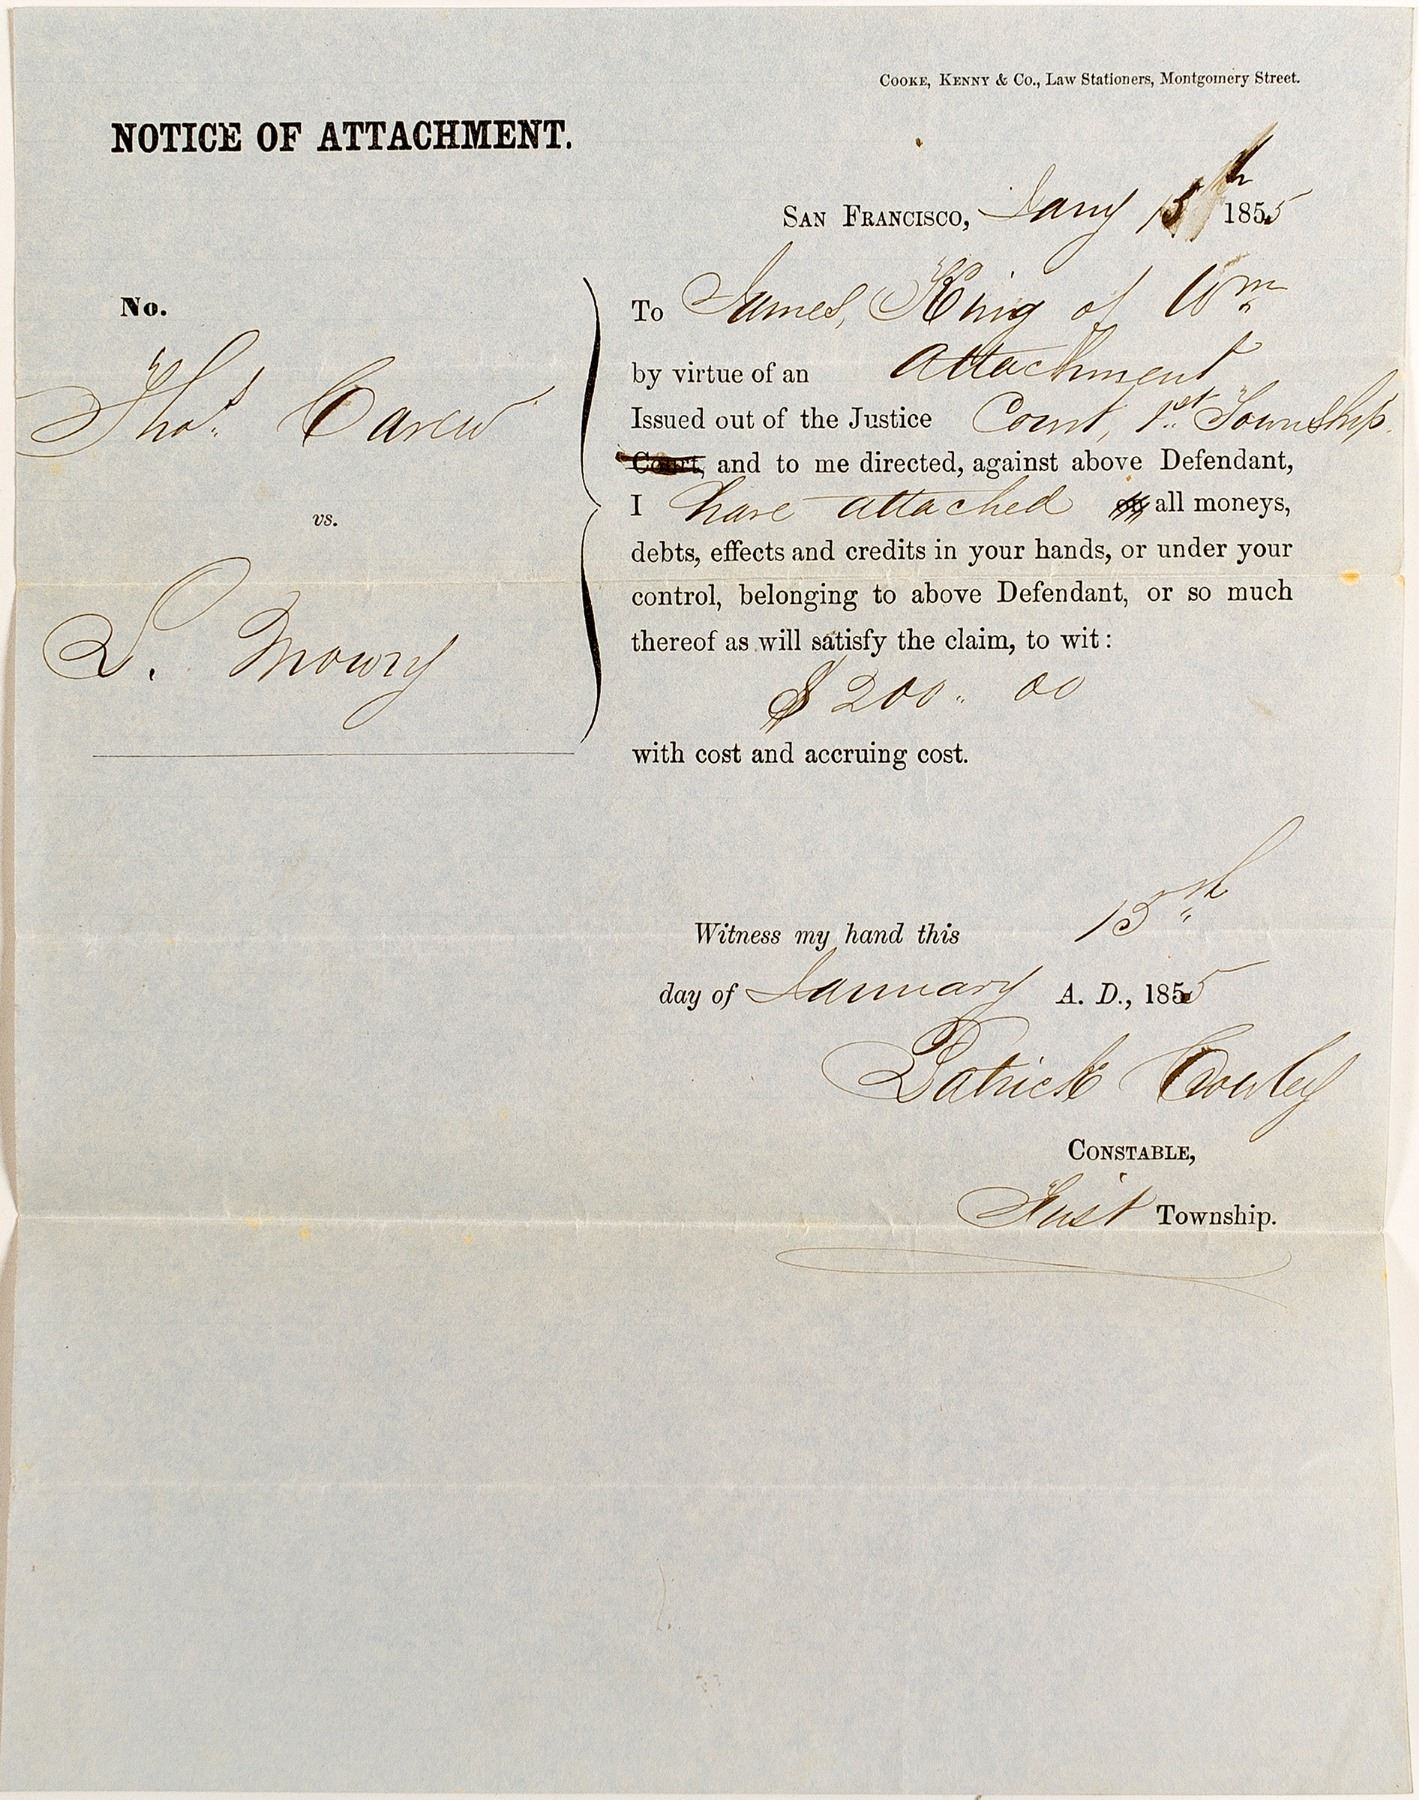 COOKE, KENNY & Co., Law Stationers, Montgomery Street.
NOTICE OF ATTACHMENT.
SAN FRANCISCO, Jany 15th 1855
No.
Thos. Carew
vs.
S. Mowry
To James, King of Wm
by virtue of an Attachment
Issued out of the Justice Court, 1st Township.
Court, and to me directed, against above Defendant,
I have attached on all moneys,
debts, effects and credits in your hands, or under your
control, belonging to above Defendant, or so much
thereof as will satisfy the claim, to wit:
$200.. 00
with cost and accruing cost.
Witness my hand this 15th
day of January A. D., 1855
Patrick Crowley
CONSTABLE,
First Township.